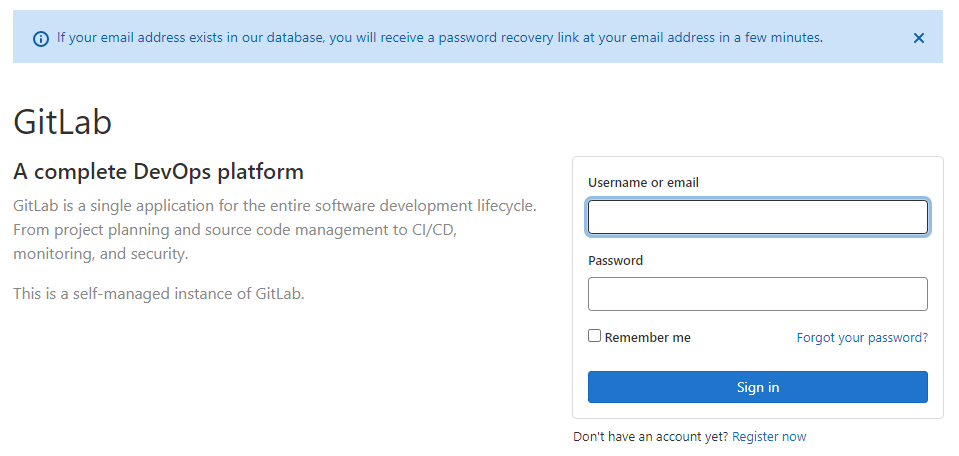 If your email address exists in our database, you will receive a password recovery link at your email address in a few minutes.
GitLab
A complete DevOps platform
GitLab is a single application for the entire software development lifecycle.
From project planning and source code management to CI/CD,
monitoring, and security.
This is a self-managed instance of GitLab.
Username or email
Password
Remember me
Forgot your password?
Sign in
Don't have an account yet? Register now